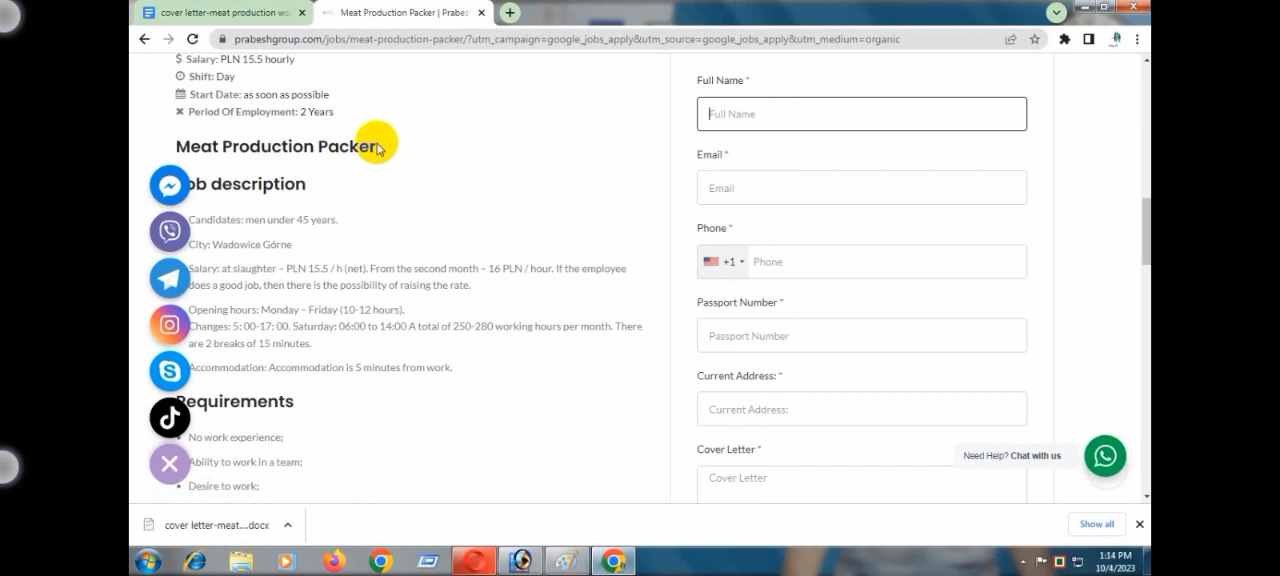 cover letter-meat production wo
Meat Production Packer | Prabesh
prabeshgroup.com/jobs/meat-production-packer/?utm_campaign=google_jobs_apply&utm_source=google_jobs_apply&utm_medium=organic
Salary: PLN 15.5 hourly
Shift: Day
Start Date: as soon as possible
Period Of Employment: 2 Years
Meat Production Packer
Job description
Candidates: men under 45 years.
City: Wadowice Górne
Salary: at slaughter – PLN 15.5 / h (net). From the second month – 16 PLN / hour. If the employee
does a good job, then there is the possibility of raising the rate.
Opening hours: Monday – Friday (10-12 hours).
Changes: 5: 00-17: 00. Saturday: 06:00 to 14:00 A total of 250-280 working hours per month. There
are 2 breaks of 15 minutes.
Accommodation: Accommodation is 5 minutes from work.
Requirements
No work experience;
Ability to work in a team;
Desire to work;
Full Name *
Full Name
Email *
Email
Phone *
+1 Phone
Passport Number *
Passport Number
Current Address: *
Current Address:
Cover Letter *
Cover Letter
Need Help? Chat with us
cover letter-meat....docx
Show all
1:14 PM
10/4/2023